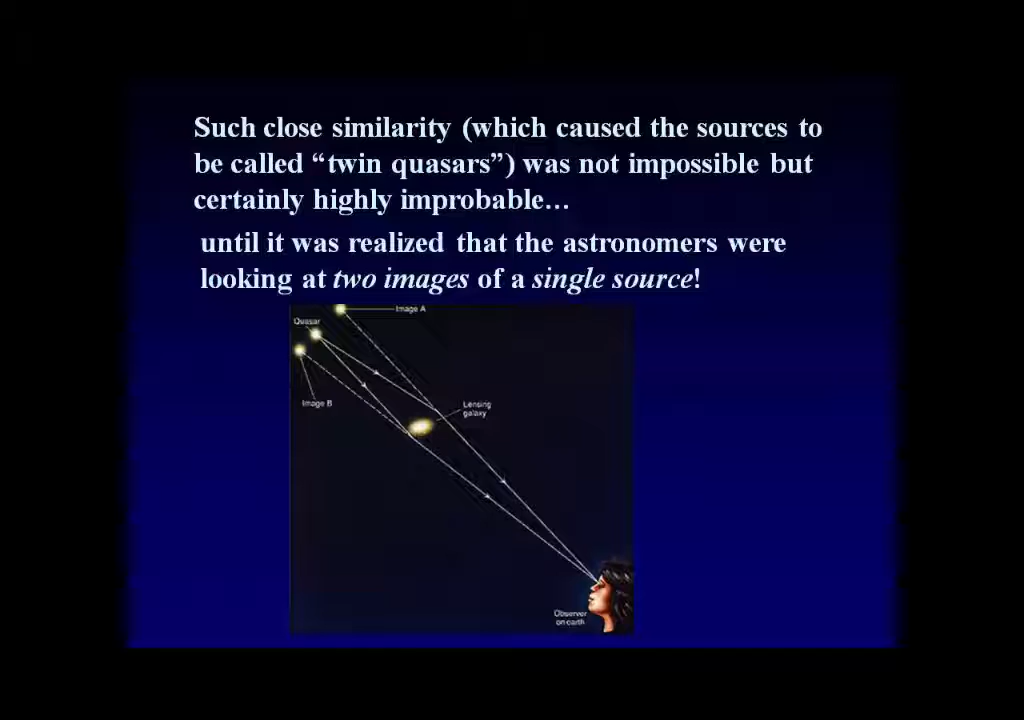 Such close similarity (which caused the sources to
be called “twin quasars”) was not impossible but
certainly highly improbable…
until it was realized that the astronomers were
looking at two images of a single source!
Image A
Quasar
Image B
Lensing
galaxy
Observer
on earth